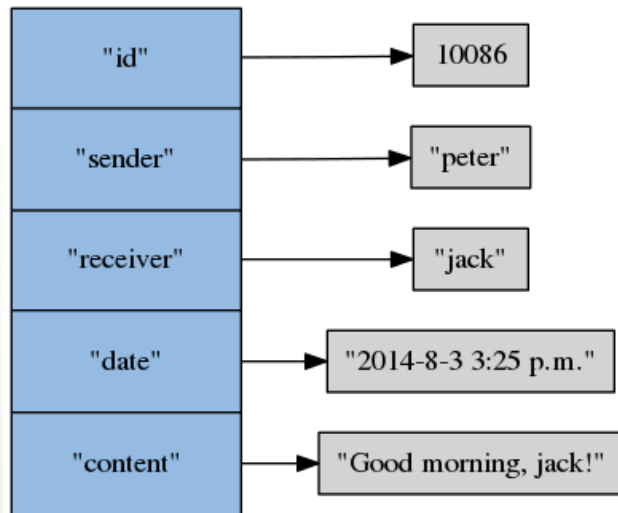 "id" 10086
"sender" "peter"
"receiver" "jack"
"date" "2014-8-3 3:25 p.m."
"content" "Good morning, jack!"